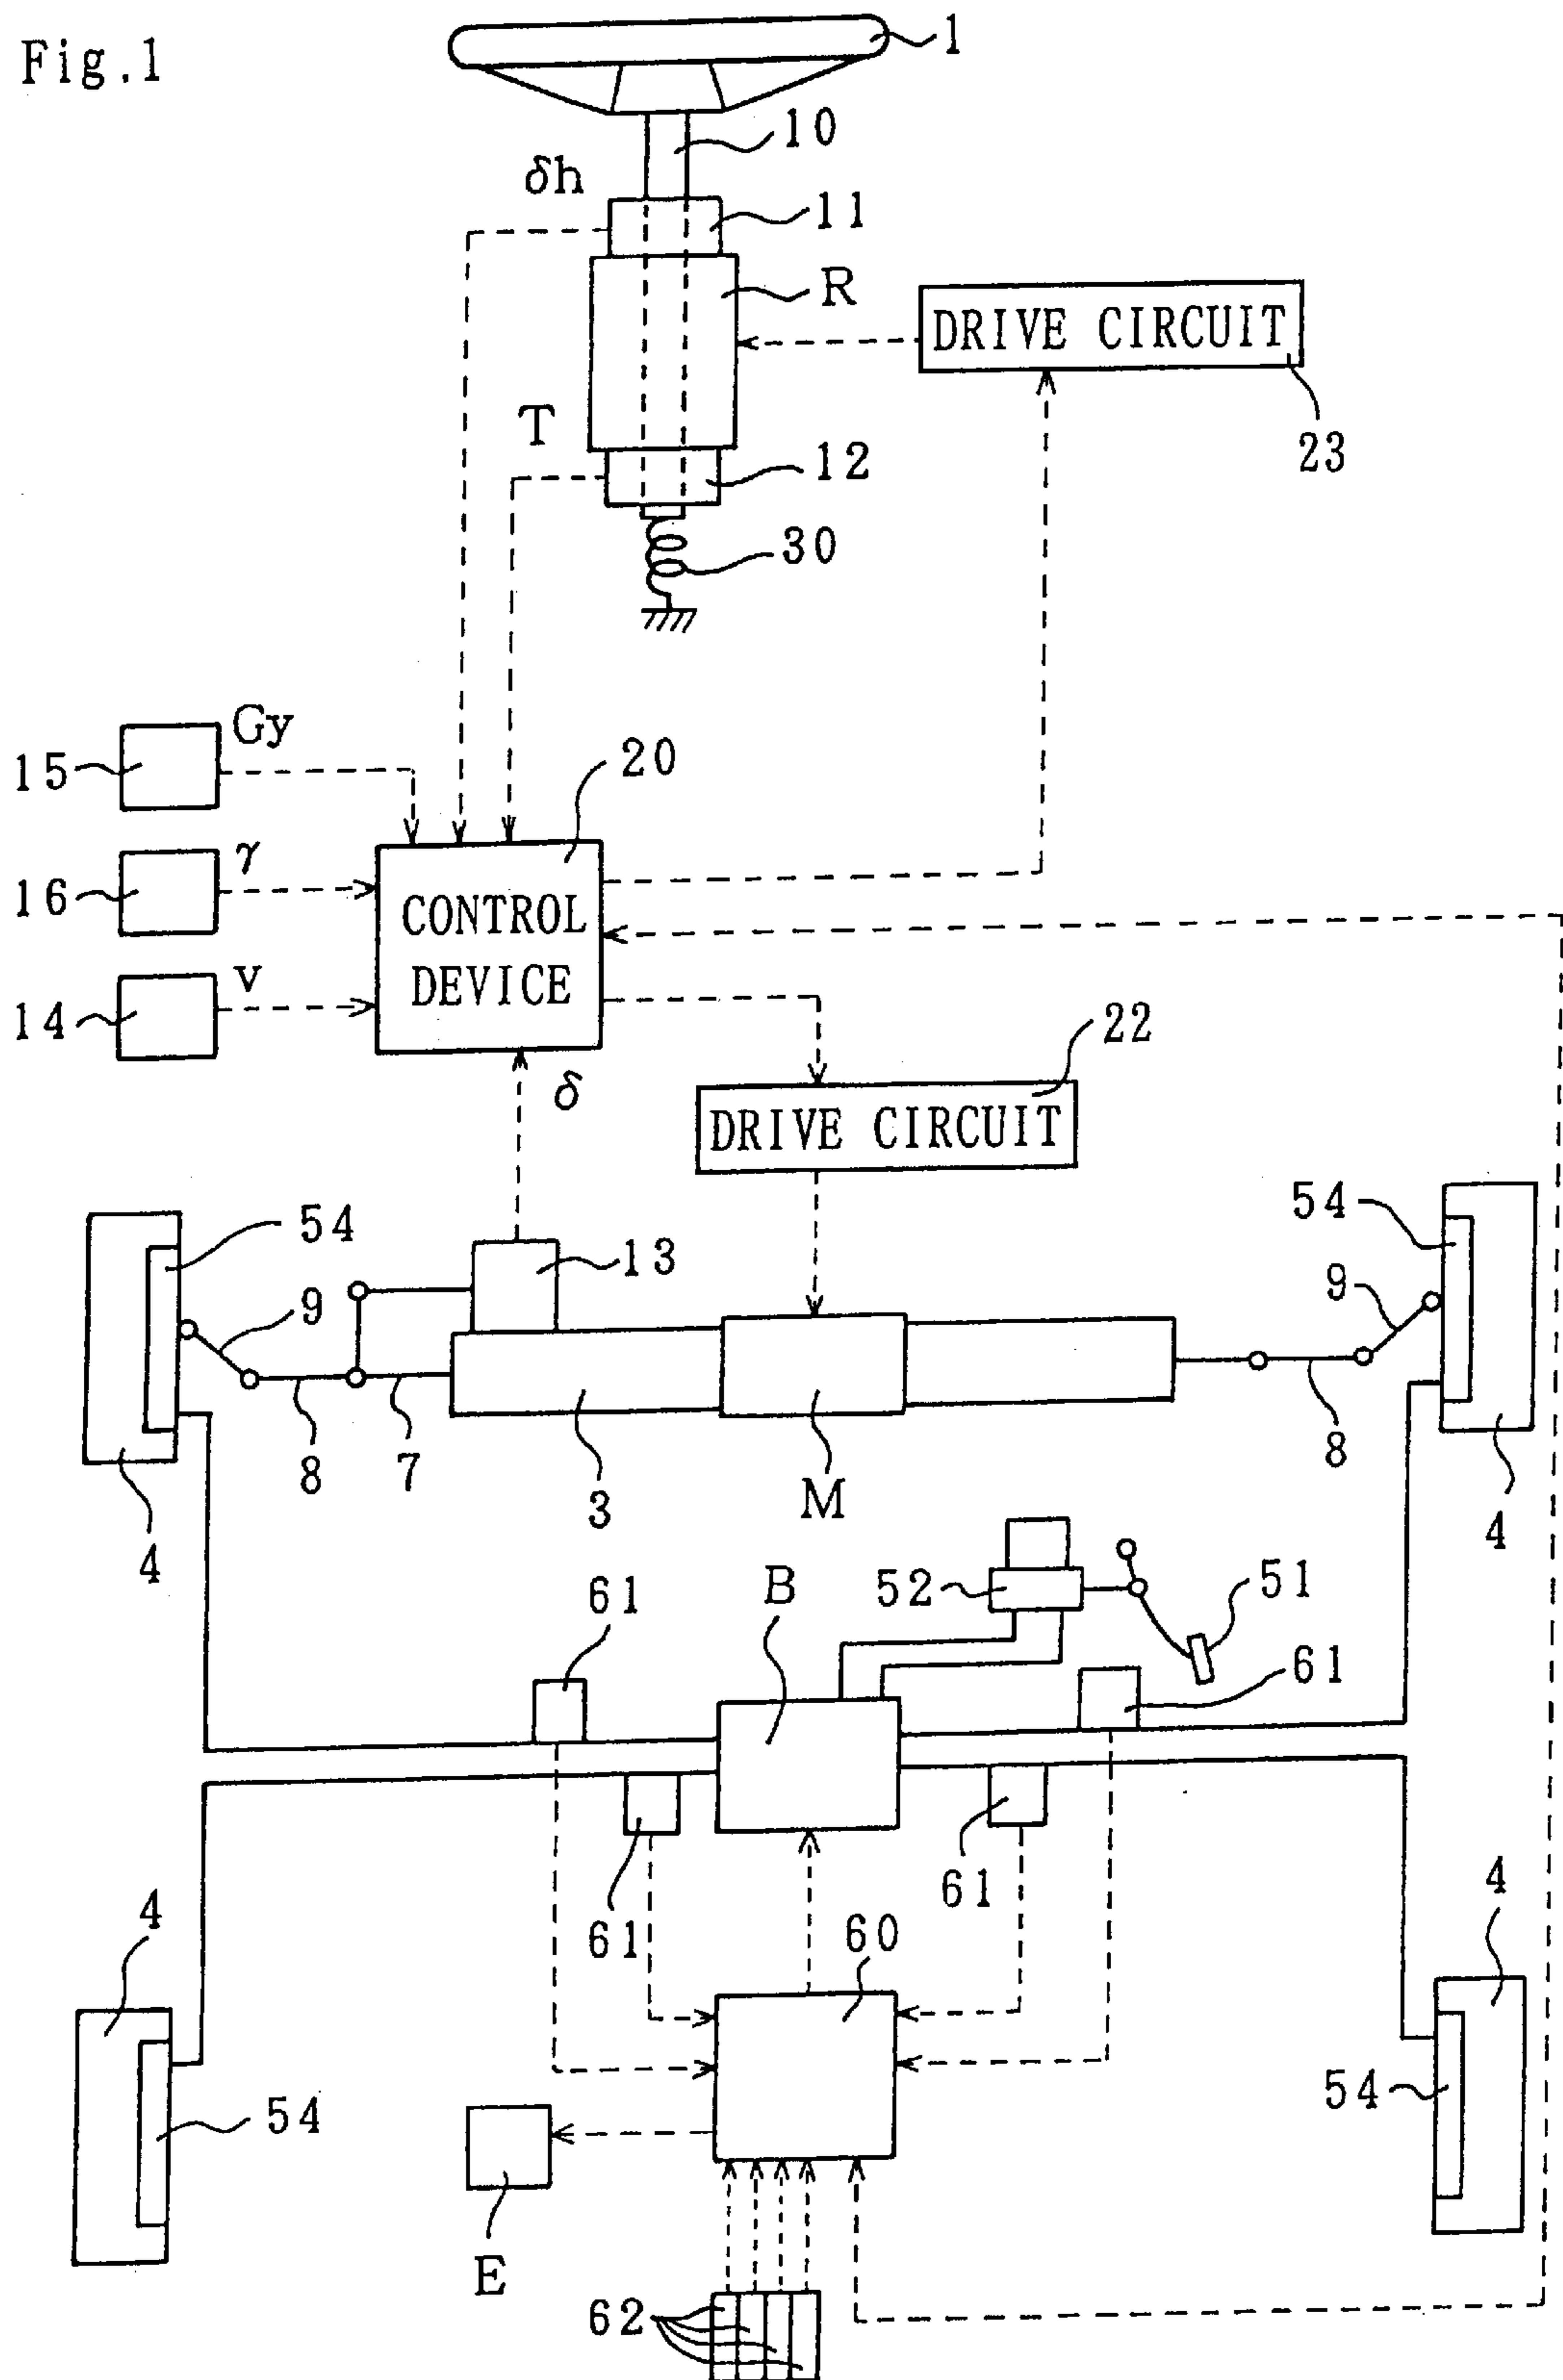 Fig.1
1
10
δh
11
R
DRIVE CIRCUIT
23
T
12
30
Gy
15
20
γ
16
CONTROL
DEVICE
v
14
22
δ
DRIVE CIRCUIT
54
54
13
9
9
8
7
3
M
8
4
4
B
52
51
61
61
61
61
4
60
4
54
54
E
62